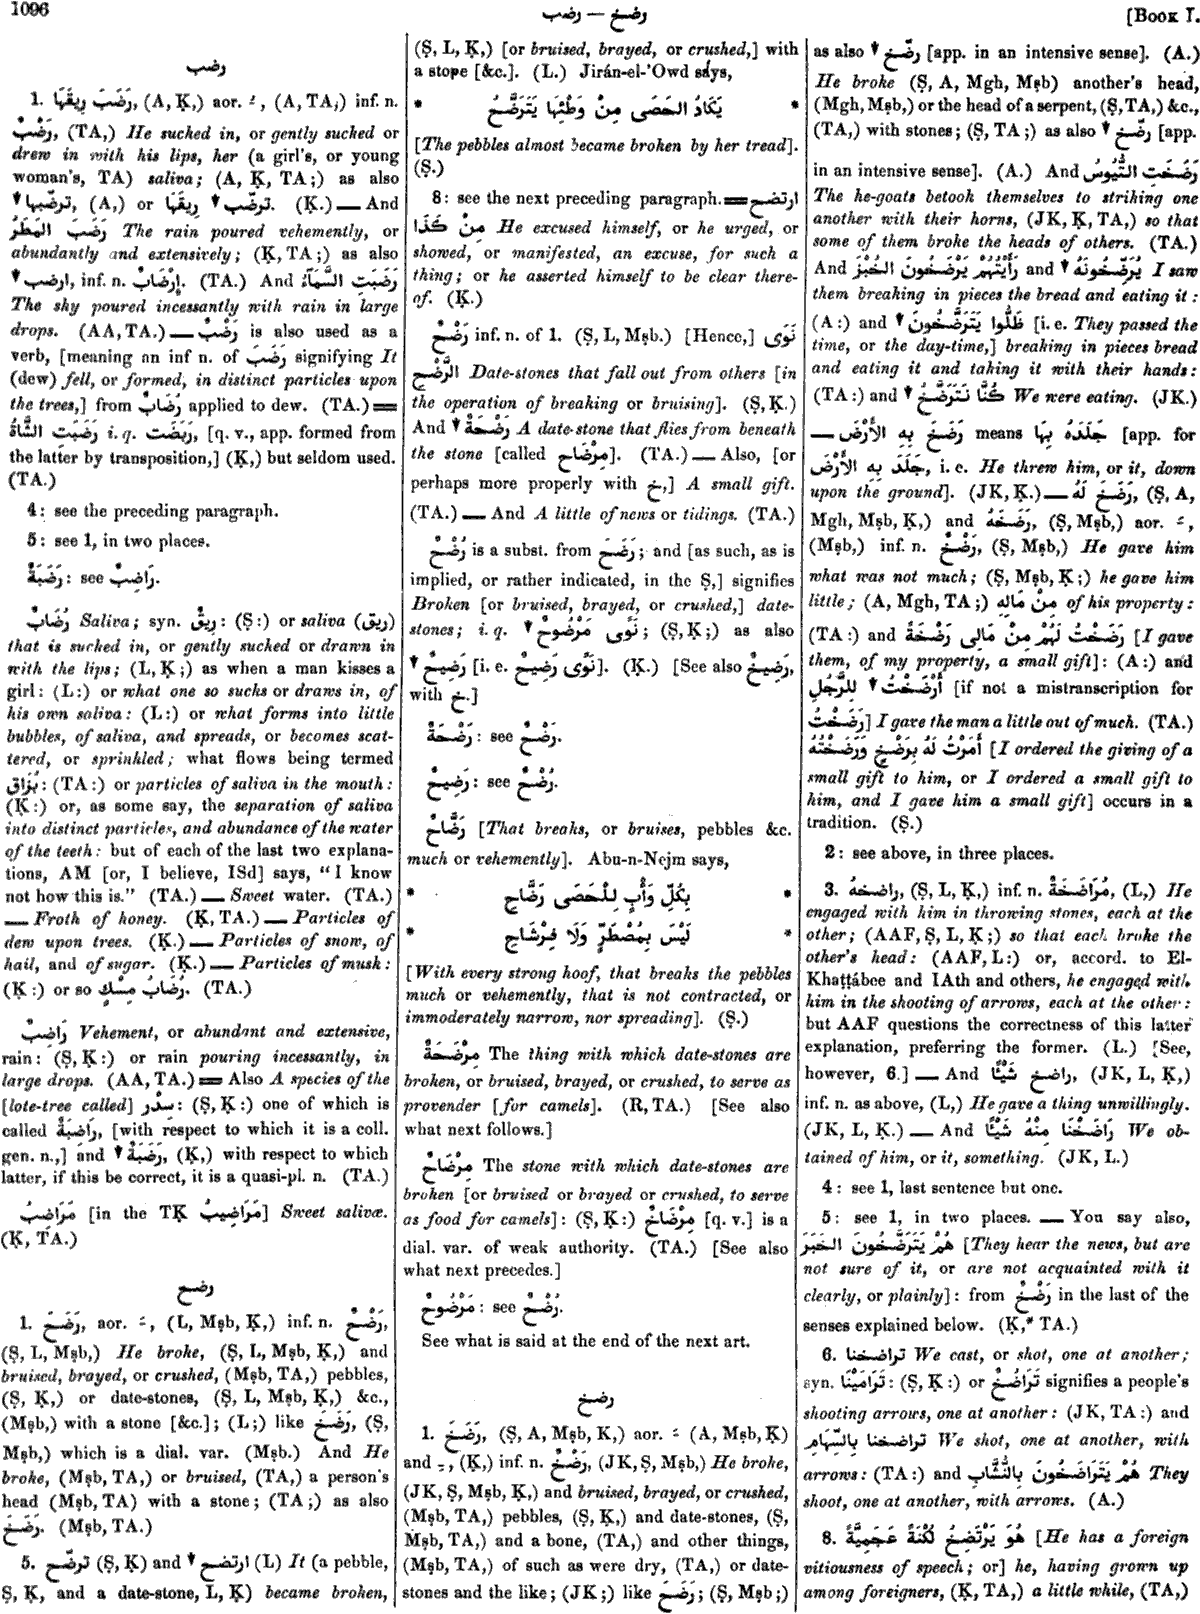 1096
رضب — رضخ
[Book I.
رضب
1. رَضَبَ رِيقَهَا, (A, Ḳ,) aor. ـُ , (A, TA,) inf. n.
رَضْبٌ, (TA,) He sucked in, or gently sucked or
drew in with his lips, her (a girl's, or young
woman's, TA) saliva; (A, Ḳ, TA;) as also
▼ ترضّبها, (A,) or ترضّب ▼ رِيقَهَا. (Ḳ.) — And
رَضَبَ المَطَرُ The rain poured vehemently, or
abundantly and extensively; (Ḳ, TA;) as also
▼ ارضب, inf. n. إِرْضَابٌ. (TA.) And رَضَبَتِ السَّمَآءُ
The sky poured incessantly with rain in large
drops. (AA, TA.) — رَضْبٌ is also used as a
verb, [meaning an inf n. of رَضَبَ signifying It
(dew) fell, or formed, in distinct particles upon
the trees,] from رُضَابٌ applied to dew. (TA.) =
رَضَبَتِ الشَّاةُ i. q. رَبَضَت, [q. v., app. formed from
the latter by transposition,] (Ḳ,) but seldom used.
(TA.)
4: see the preceding paragraph.
5: see 1, in two places.
رَضَبَةٌ: see رَاضِبٌ.
رُضَابٌ Saliva; syn. رِيقٌ: (Ṣ:) or saliva (ريق)
that is sucked in, or gently sucked or drawn in
with the lips; (L, Ḳ;) as when a man kisses a
girl: (L:) or what one so sucks or draws in, of
his own saliva: (L:) or what forms into little
bubbles, of saliva, and spreads, or becomes scat-
tered, or sprinkled; what flows being termed
بُزَاق: (TA:) or particles of saliva in the mouth:
(Ḳ:) or, as some say, the separation of saliva
into distinct particles, and abundance of the water
of the teeth: but of each of the last two explana-
tions, AM [or, I believe, ISd] says, "I know
not how this is." (TA.) — Sweet water. (TA.)
— Froth of honey. (Ḳ, TA.) — Particles of
dew upon trees. (Ḳ.) — Particles of snow, of
hail, and of sugar. (Ḳ.) — Particles of musk:
(Ḳ:) or so رُضَابُ مِسْكٍ. (TA.)
رَاضِبٌ Vehement, or abundant and extensive,
rain: (Ṣ, Ḳ:) or rain pouring incessantly, in
large drops. (AA, TA.) = Also A species of the
[lote-tree called] سِدْر: (Ṣ, Ḳ:) one of which is
called رَاضِبَةٌ, [with respect to which it is a coll.
gen. n.,] and ▼ رَضَبَةٌ, (Ḳ,) with respect to which
latter, if this be correct, it is a quasi-pl. n. (TA.)
مَرَاضِبُ [in the TḲ مَرَاضِيبُ] Sweet salivæ.
(Ḳ, TA.)
رضح
1. رَضَحَ, aor. ـَ , (L, Mṣb, Ḳ,) inf. n. رَضْحٌ,
(Ṣ, L, Mṣb,) He broke, (Ṣ, L, Mṣb, Ḳ,) and
bruised, brayed, or crushed, (Mṣb, TA,) pebbles,
(Ṣ, Ḳ,) or date-stones, (Ṣ, L, Mṣb, Ḳ,) &c.,
(Mṣb,) with a stone [&c.]; (L;) like رَضَخَ, (Ṣ,
Mṣb,) which is a dial. var. (Mṣb.) And He
broke, (Mṣb, TA,) or bruised, (TA,) a person's
head (Mṣb, TA) with a stone; (TA;) as also
رَضَخَ. (Mṣb, TA.)
5. ترضّح (Ṣ, Ḳ) and ▼ ارتضح (L) It (a pebble,
Ṣ, Ḳ, and a date-stone, L, Ḳ) became broken,
(Ṣ, L, Ḳ,) [or bruised, brayed, or crushed,] with
a stone [&c.]. (L.) Jirán-el-'Owd says,
* يَكَادُ الحَصَى مِنْ وَطْئِهَا يَتَرَضَّحُ *
[The pebbles almost became broken by her tread].
(Ṣ.)
8: see the next preceding paragraph. = ارتضح
مِنْ كَذَا He excused himself, or he urged, or
showed, or manifested, an excuse, for such a
thing; or he asserted himself to be clear there-
of. (Ḳ.)
رَضْحٌ inf. n. of 1. (Ṣ, L, Mṣb.) [Hence,] نَوَى
الرَّضْحِ Date-stones that fall out from others [in
the operation of breaking or bruising]. (Ṣ, Ḳ.)
And ▼ رَضْحَةٌ A date-stone that flies from beneath
the stone [called مِرْضَاح]. (TA.) — Also, [or
perhaps more properly with خ,] A small gift.
(TA.) — And A little of news or tidings. (TA.)
رُضْحٌ is a subst. from رَضَحَ; and [as such, as is
implied, or rather indicated, in the Ṣ,] signifies
Broken [or bruised, brayed, or crushed,] date-
stones; i. q. نَوًى مَرْضُوحٌ ▼; (Ṣ, Ḳ;) as also
▼ رَضِيحٌ [i. e. نَوًى رَضِيحٌ]. (Ḳ.) [See also رَضِيخٌ,
with خ.]
رَضْحَةٌ: see رَضْحٌ.
رَضِيحٌ: see رُضْحٌ.
رَضَّاحٌ [That breaks, or bruises, pebbles &c.
much or vehemently]. Abu-n-Nejm says,
* بِكُلِّ وَأْبٍ لِلْحَصَى رَضَّاحِ *
* لَيْسَ بِمُصْطَرٍّ وَلَا فِرْشَاحِ *
[With every strong hoof, that breaks the pebbles
much or vehemently, that is not contracted, or
immoderately narrow, nor spreading]. (Ṣ.)
مِرْضَحَةٌ The thing with which date-stones are
broken, or bruised, brayed, or crushed, to serve as
provender [for camels]. (R, TA.) [See also
what next follows.]
مِرْضَاحٌ The stone with which date-stones are
broken [or bruised or brayed or crushed, to serve
as food for camels]: (Ṣ, Ḳ:) مِرْضَاخٌ [q. v.] is a
dial. var. of weak authority. (TA.) [See also
what next precedes.]
مَرْضُوحٌ: see رُضْحٌ.
See what is said at the end of the next art.
رضخ
1. رَضَخَ, (Ṣ, A, Mṣb, K,) aor. ـَ (A, Mṣb, Ḳ)
and ـِ , (Ḳ,) inf. n. رَضْخٌ, (JK, Ṣ, Mṣb,) He broke,
(JK, Ṣ, Mṣb, Ḳ,) and bruised, brayed, or crushed,
(Mṣb, TA,) pebbles, (Ṣ, Ḳ,) and date-stones, (Ṣ,
Mṣb, TA,) and a bone, (TA,) and other things,
(Mṣb, TA,) of such as were dry, (TA,) or date-
stones and the like; (JK;) like رَضَحَ; (Ṣ, Mṣb;)
as also ▼ رضّخ [app. in an intensive sense]. (A.)
He broke (Ṣ, A, Mgh, Mṣb) another's head,
(Mgh, Mṣb,) or the head of a serpent, (Ṣ, TA,) &c.,
(TA,) with stones; (Ṣ, TA;) as also ▼ رضّخ [app.
in an intensive sense]. (A.) And رَضَخَتِ التُّيُوسُ
The he-goats betook themselves to striking one
another with their horns, (JK, Ḳ, TA,) so that
some of them broke the heads of others. (TA.)
And رَأَيْتُهُمْ يَرْضَخُونَ الخُبْزَ and ▼ يُرَضِّخُونَهُ I saw
them breaking in pieces the bread and eating it:
(A:) and ▼ ظَلُّوا يَتَرَضَّخُونَ [i. e. They passed the
time, or the day-time,] breaking in pieces bread
and eating it and taking it with their hands:
(TA:) and ▼ كُنَّا نَتَرَضَّخُ We were eating. (JK.)
— رَضَخَ بِهِ الأَرْضَ means جَلَدَهُ بِهَا [app. for
جَلَدَ بِهِ الأَرْضَ, i. e. He threw him, or it, down
upon the ground]. (JK, Ḳ.) — رَضَخَ لَهُ, (Ṣ, A,
Mgh, Mṣb, Ḳ,) and رَضَخَهُ, (Ṣ, Mṣb,) aor. ـَ ,
(Mṣb,) inf. n. رَضْخٌ, (Ṣ, Mṣb,) He gave him
what was not much; (Ṣ, Mṣb, Ḳ;) he gave him
little; (A, Mgh, TA;) مِنْ مَالِهِ of his property:
(TA:) and رَضَخْتُ لَهُمْ مِنْ مَالِى رَضْخَةً [I gave
them, of my property, a small gift]: (A:) and
أَرْضَخْتُ ▼ لِلرَّجُلِ [if not a mistranscription for
رَضَخْتُ] I gave the man a little out of much. (TA.)
أَمَرْتُ لَهُ بِرَضْخٍ وَرَضَخْتُهُ [I ordered the giving of a
small gift to him, or I ordered a small gift to
him, and I gave him a small gift] occurs in a
tradition. (Ṣ.)
2: see above, in three places.
3. راضخهُ, (Ṣ, L, Ḳ,) inf. n. مُرَاضَخَةٌ, (L,) He
engaged with him in throwing stones, each at the
other; (AAF, Ṣ, L, Ḳ;) so that each broke the
other's head: (AAF, L:) or, accord. to El-
Khaṭṭábee and IAth and others, he engaged with
him in the shooting of arrows, each at the other:
but AAF questions the correctness of this latter
explanation, preferring the former. (L.) [See,
however, 6.] — And راضخ شَيْئًا, (JK, L, Ḳ,)
inf. n. as above, (L,) He gave a thing unwillingly.
(JK, L, Ḳ.) — And رَاضَخْنَا مِنْهُ شَيْئًا We ob-
tained of him, or it, something. (JK, L.)
4: see 1, last sentence but one.
5: see 1, in two places. — You say also,
هُمْ يَتَرَضَّخُونَ الخَبَرَ [They hear the news, but are
not sure of it, or are not acquainted with it
clearly, or plainly]: from رَضْخٌ in the last of the
senses explained below. (Ḳ,* TA.)
6. تراضخنا We cast, or shot, one at another;
syn. تَرَامَيْنَا: (Ṣ, Ḳ:) or تَرَاضُخٌ signifies a people's
shooting arrows, one at another: (JK, TA:) and
تراضخنا بِالسِّهَامِ We shot, one at another, with
arrows: (TA:) and هُمْ يَتَرَاضَخُونَ بِالنُّشَّابِ They
shoot, one at another, with arrows. (A.)
8. هُوَ يَرْتَضِخُ لُكْنَةً عَجَمِيَّةً [He has a foreign
vitiousness of speech; or] he, having grown up
among foreigners, (Ḳ, TA,) a little while, (TA,)